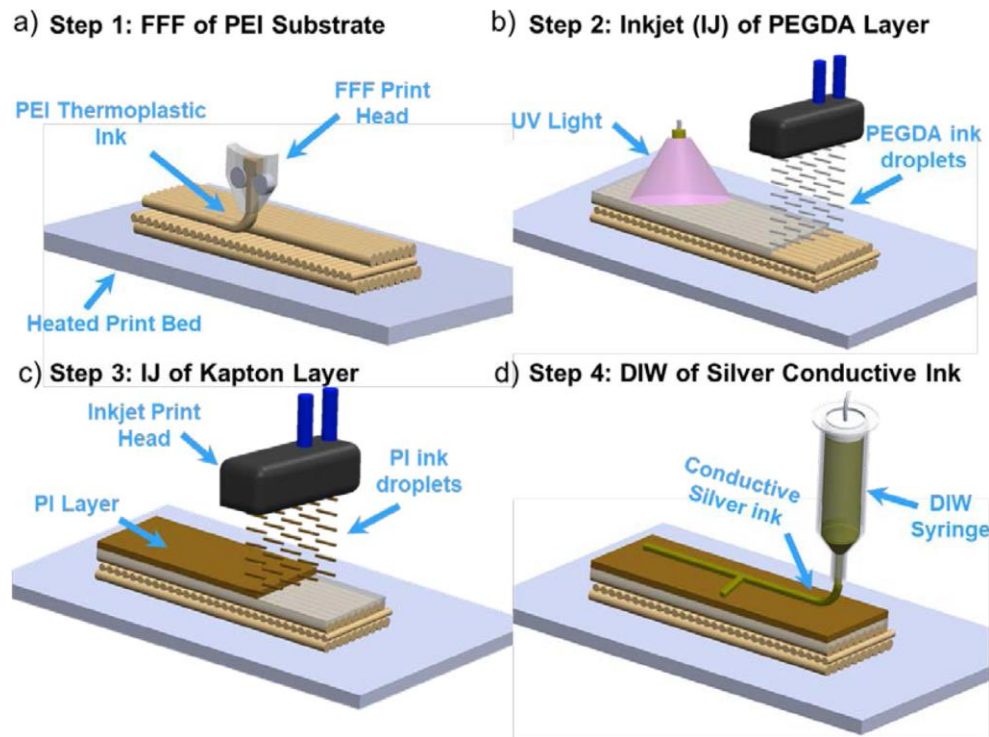 a) Step 1: FFF of PEI Substrate
PEI Thermoplastic
Ink
FFF Print
Head
Heated Print Bed
b) Step 2: Inkjet (IJ) of PEGDA Layer
UV Light
PEGDA ink
droplets
c) Step 3: IJ of Kapton Layer
Inkjet Print
Head
PI ink
droplets
PI Layer
d) Step 4: DIW of Silver Conductive Ink
Conductive
Silver ink
DIW
Syringe